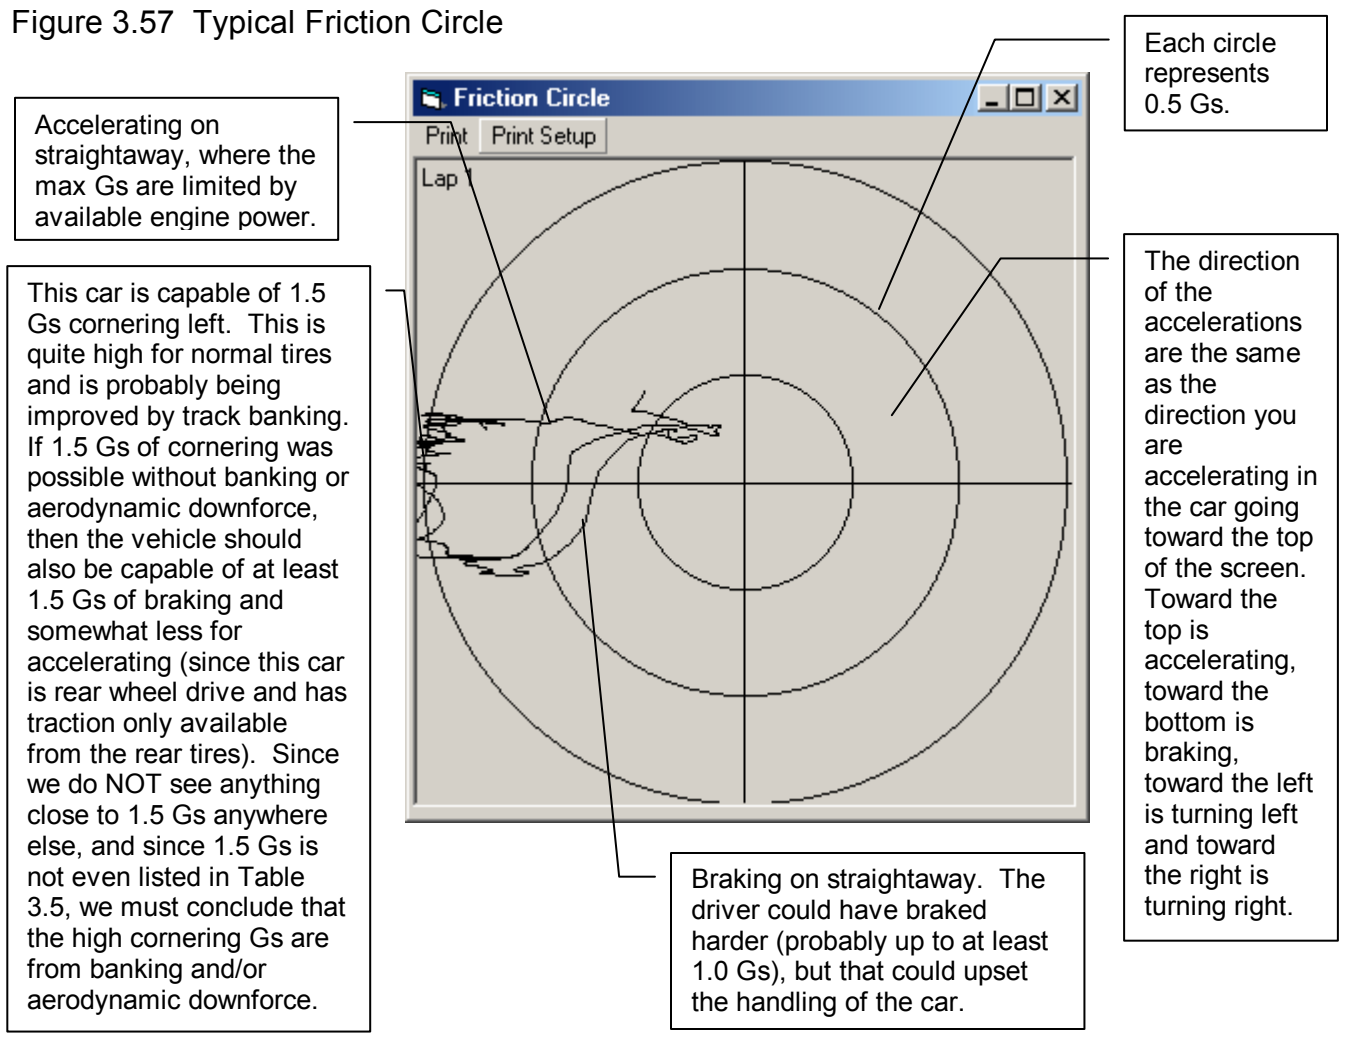 Figure 3.57  Typical Friction Circle
Each circle
represents
0.5 Gs.
Friction Circle
Print
Print Setup
Lap 1
Accelerating on
straightaway, where the
max Gs are limited by
available engine power.
This car is capable of 1.5
Gs cornering left.  This is
quite high for normal tires
and is probably being
improved by track banking.
If 1.5 Gs of cornering was
possible without banking or
aerodynamic downforce,
then the vehicle should
also be capable of at least
1.5 Gs of braking and
somewhat less for
accelerating (since this car
is rear wheel drive and has
traction only available
from the rear tires).  Since
we do NOT see anything
close to 1.5 Gs anywhere
else, and since 1.5 Gs is
not even listed in Table
3.5, we must conclude that
the high cornering Gs are
from banking and/or
aerodynamic downforce.
The direction
of the
accelerations
are the same
as the
direction you
are
accelerating in
the car going
toward the top
of the screen.
Toward the
top is
accelerating,
toward the
bottom is
braking,
toward the left
is turning left
and toward
the right is
turning right.
Braking on straightaway.  The
driver could have braked
harder (probably up to at least
1.0 Gs), but that could upset
the handling of the car.